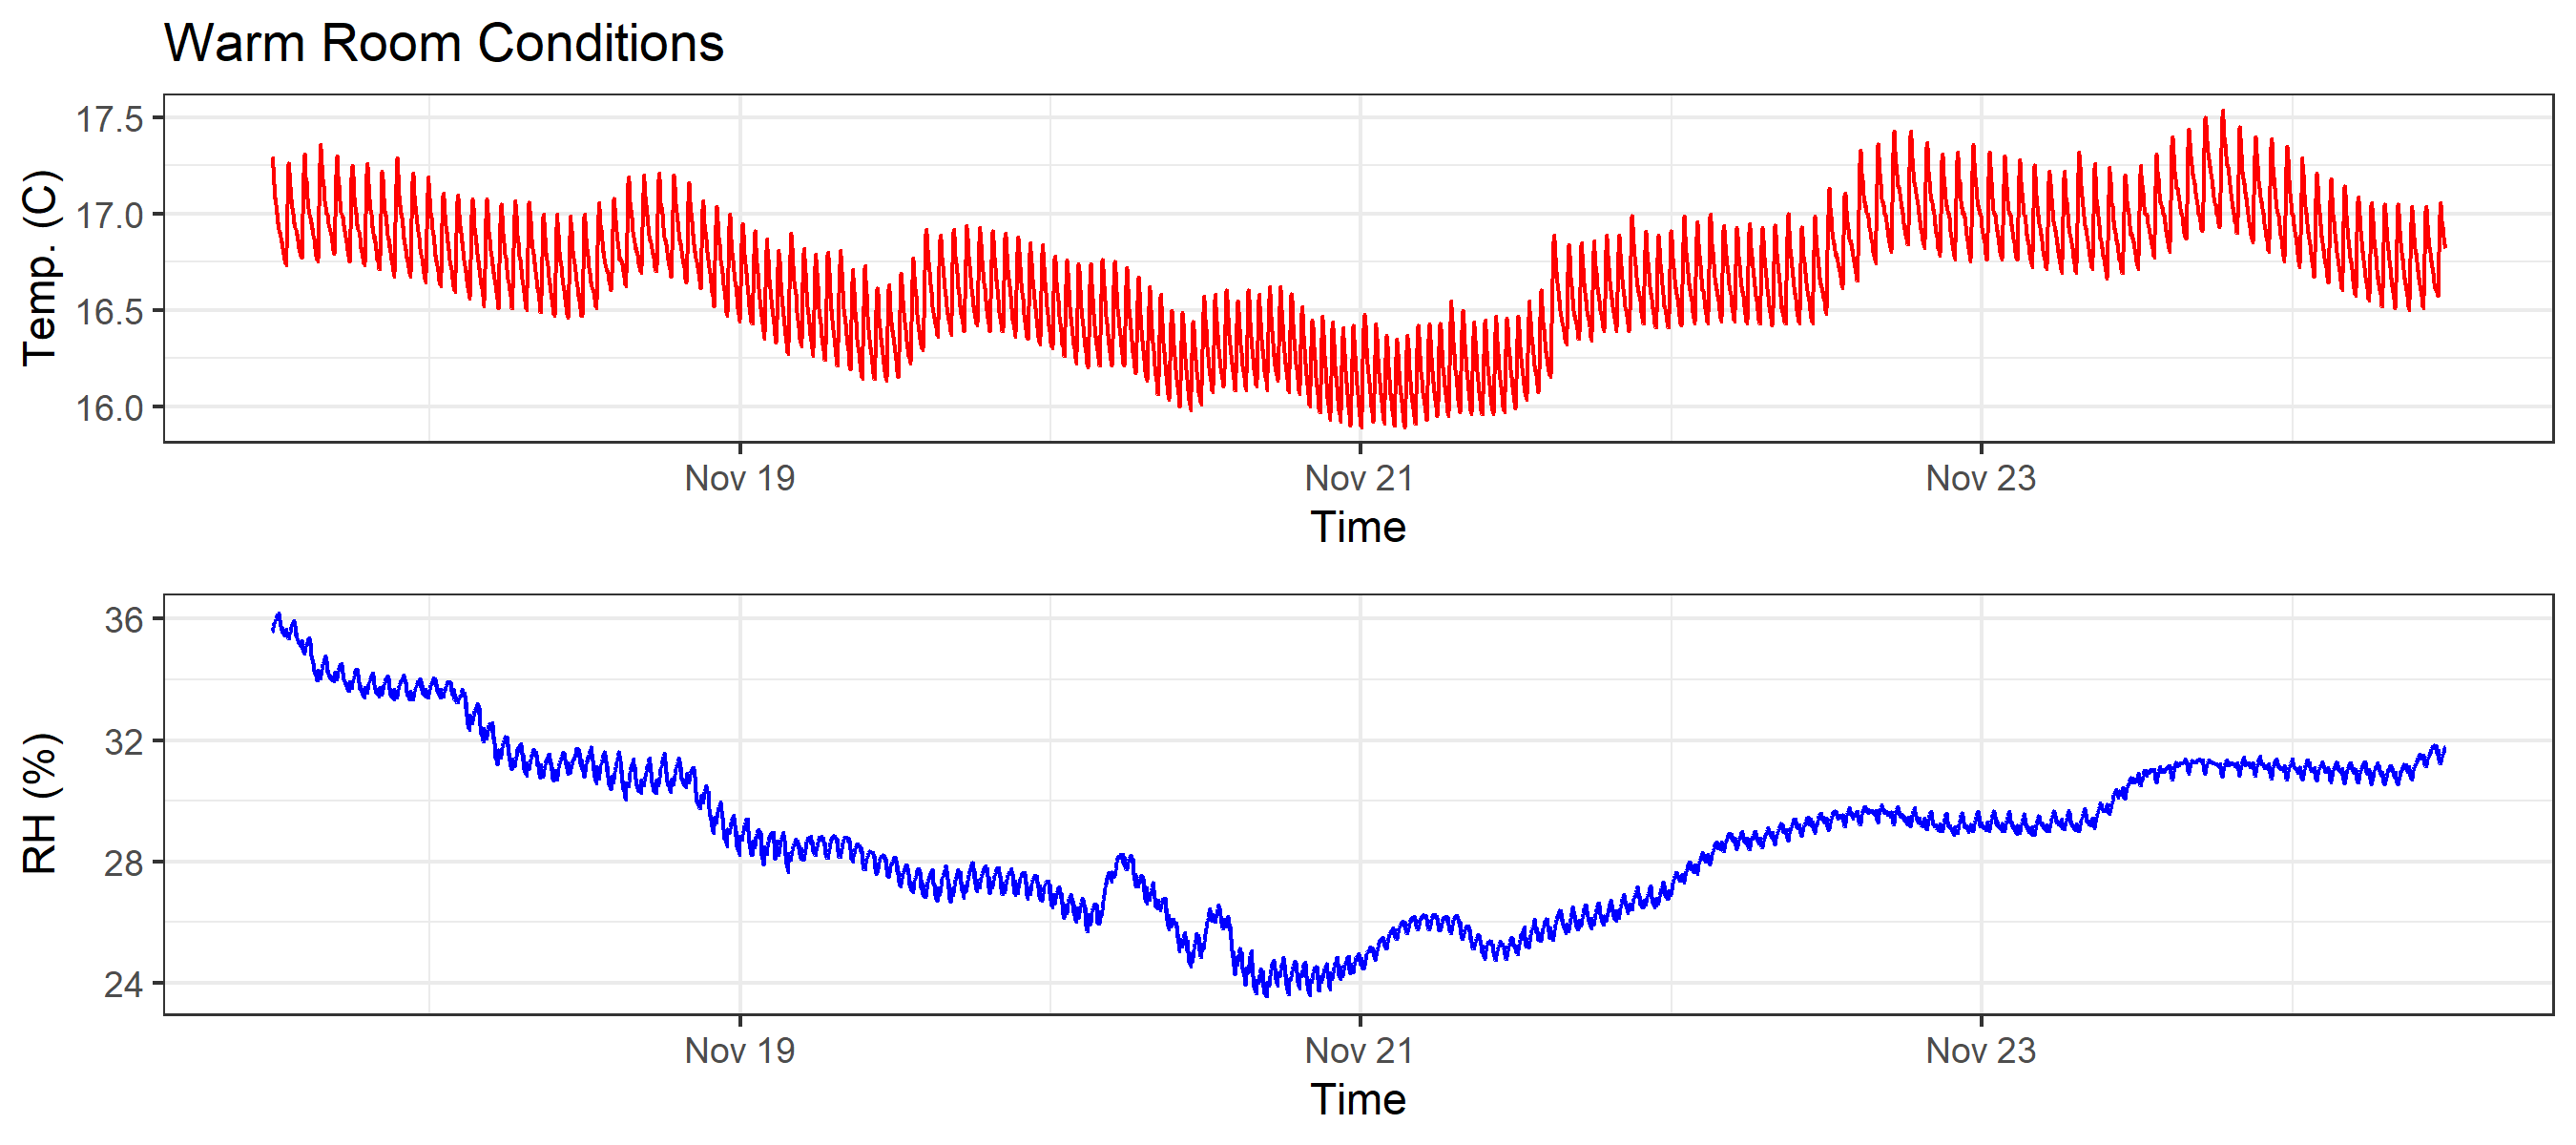 Warm Room Conditions
17.5
17.0
16.5
16.0
Temp. (C)
Nov 19 Nov 21 Nov 23
Time
36
32
28
24
RH (%)
Nov 19 Nov 21 Nov 23
Time